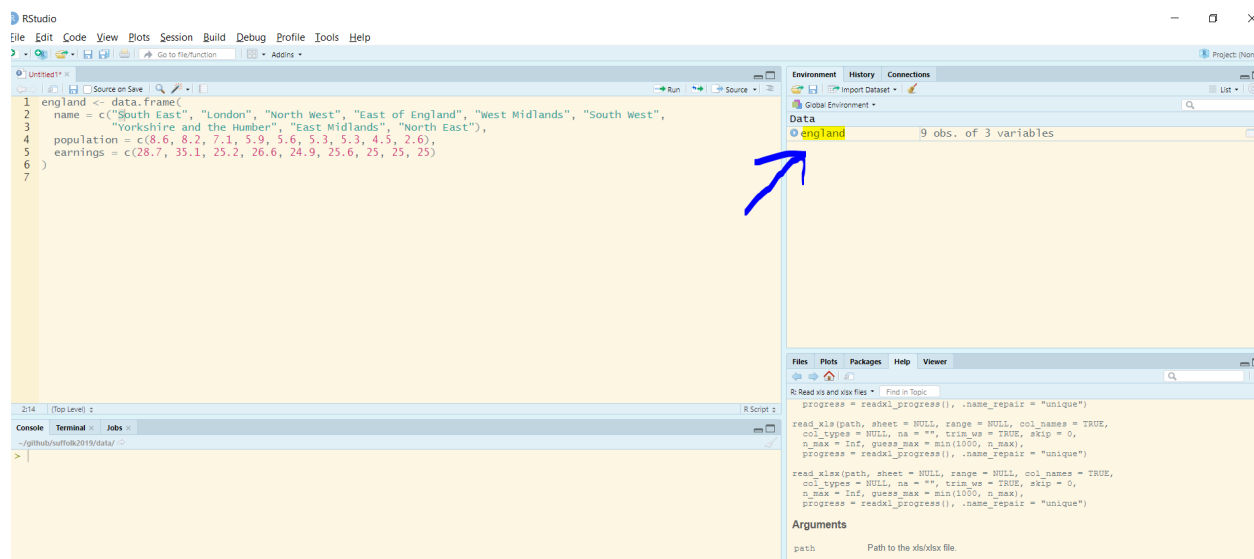 RStudio
File Edit Code View Plots Session Build Debug Profile Tools Help
Go to file/function Addins
Project: (Non
Untitled1*
Source on Save Run Source
1 england <- data.frame(
2 name = c("South East", "London", "North West", "East of England", "West Midlands", "South West",
3 "Yorkshire and the Humber", "East Midlands", "North East"),
4 population = c(8.6, 8.2, 7.1, 5.9, 5.6, 5.3, 5.3, 4.5, 2.6),
5 earnings = c(28.7, 35.1, 25.2, 26.6, 24.9, 25.6, 25, 25, 25)
6 )
7
2:14 (Top Level) R Script
Console Terminal Jobs
~/github/suffolk2019/data/
>
Environment History Connections
Import Dataset List
Global Environment
Data
england 9 obs. of 3 variables
Files Plots Packages Help Viewer
R: Read xls and xlsx files Find in Topic
progress = readxl_progress(), .name_repair = "unique")
read_xls(path, sheet = NULL, range = NULL, col_names = TRUE,
col_types = NULL, na = "", trim_ws = TRUE, skip = 0,
n_max = Inf, guess_max = min(1000, n_max),
progress = readxl_progress(), .name_repair = "unique")
read_xlsx(path, sheet = NULL, range = NULL, col_names = TRUE,
col_types = NULL, na = "", trim_ws = TRUE, skip = 0,
n_max = Inf, guess_max = min(1000, n_max),
progress = readxl_progress(), .name_repair = "unique")
Arguments
path Path to the xls/xlsx file.